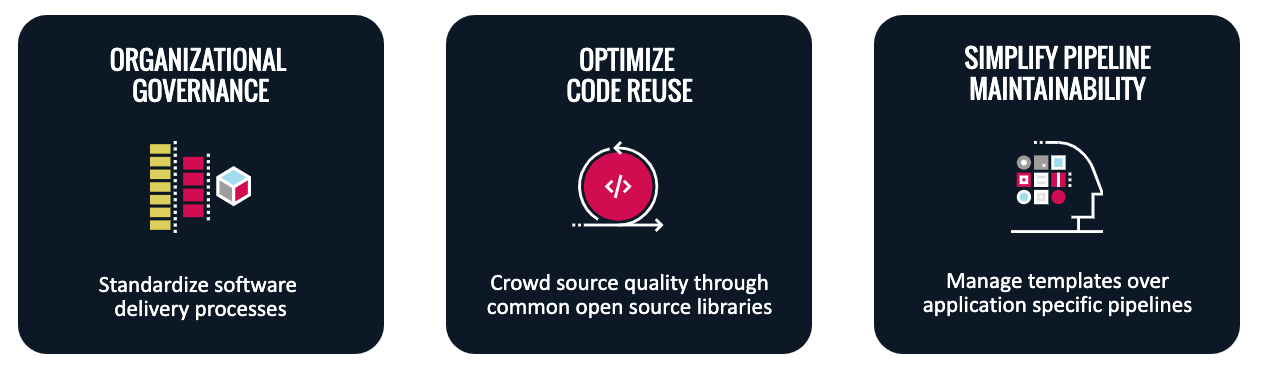 ORGANIZATIONAL
GOVERNANCE
Standardize software
delivery processes
OPTIMIZE
CODE REUSE
</>
Crowd source quality through
common open source libraries
SIMPLIFY PIPELINE
MAINTAINABILITY
Manage templates over
application specific pipelines